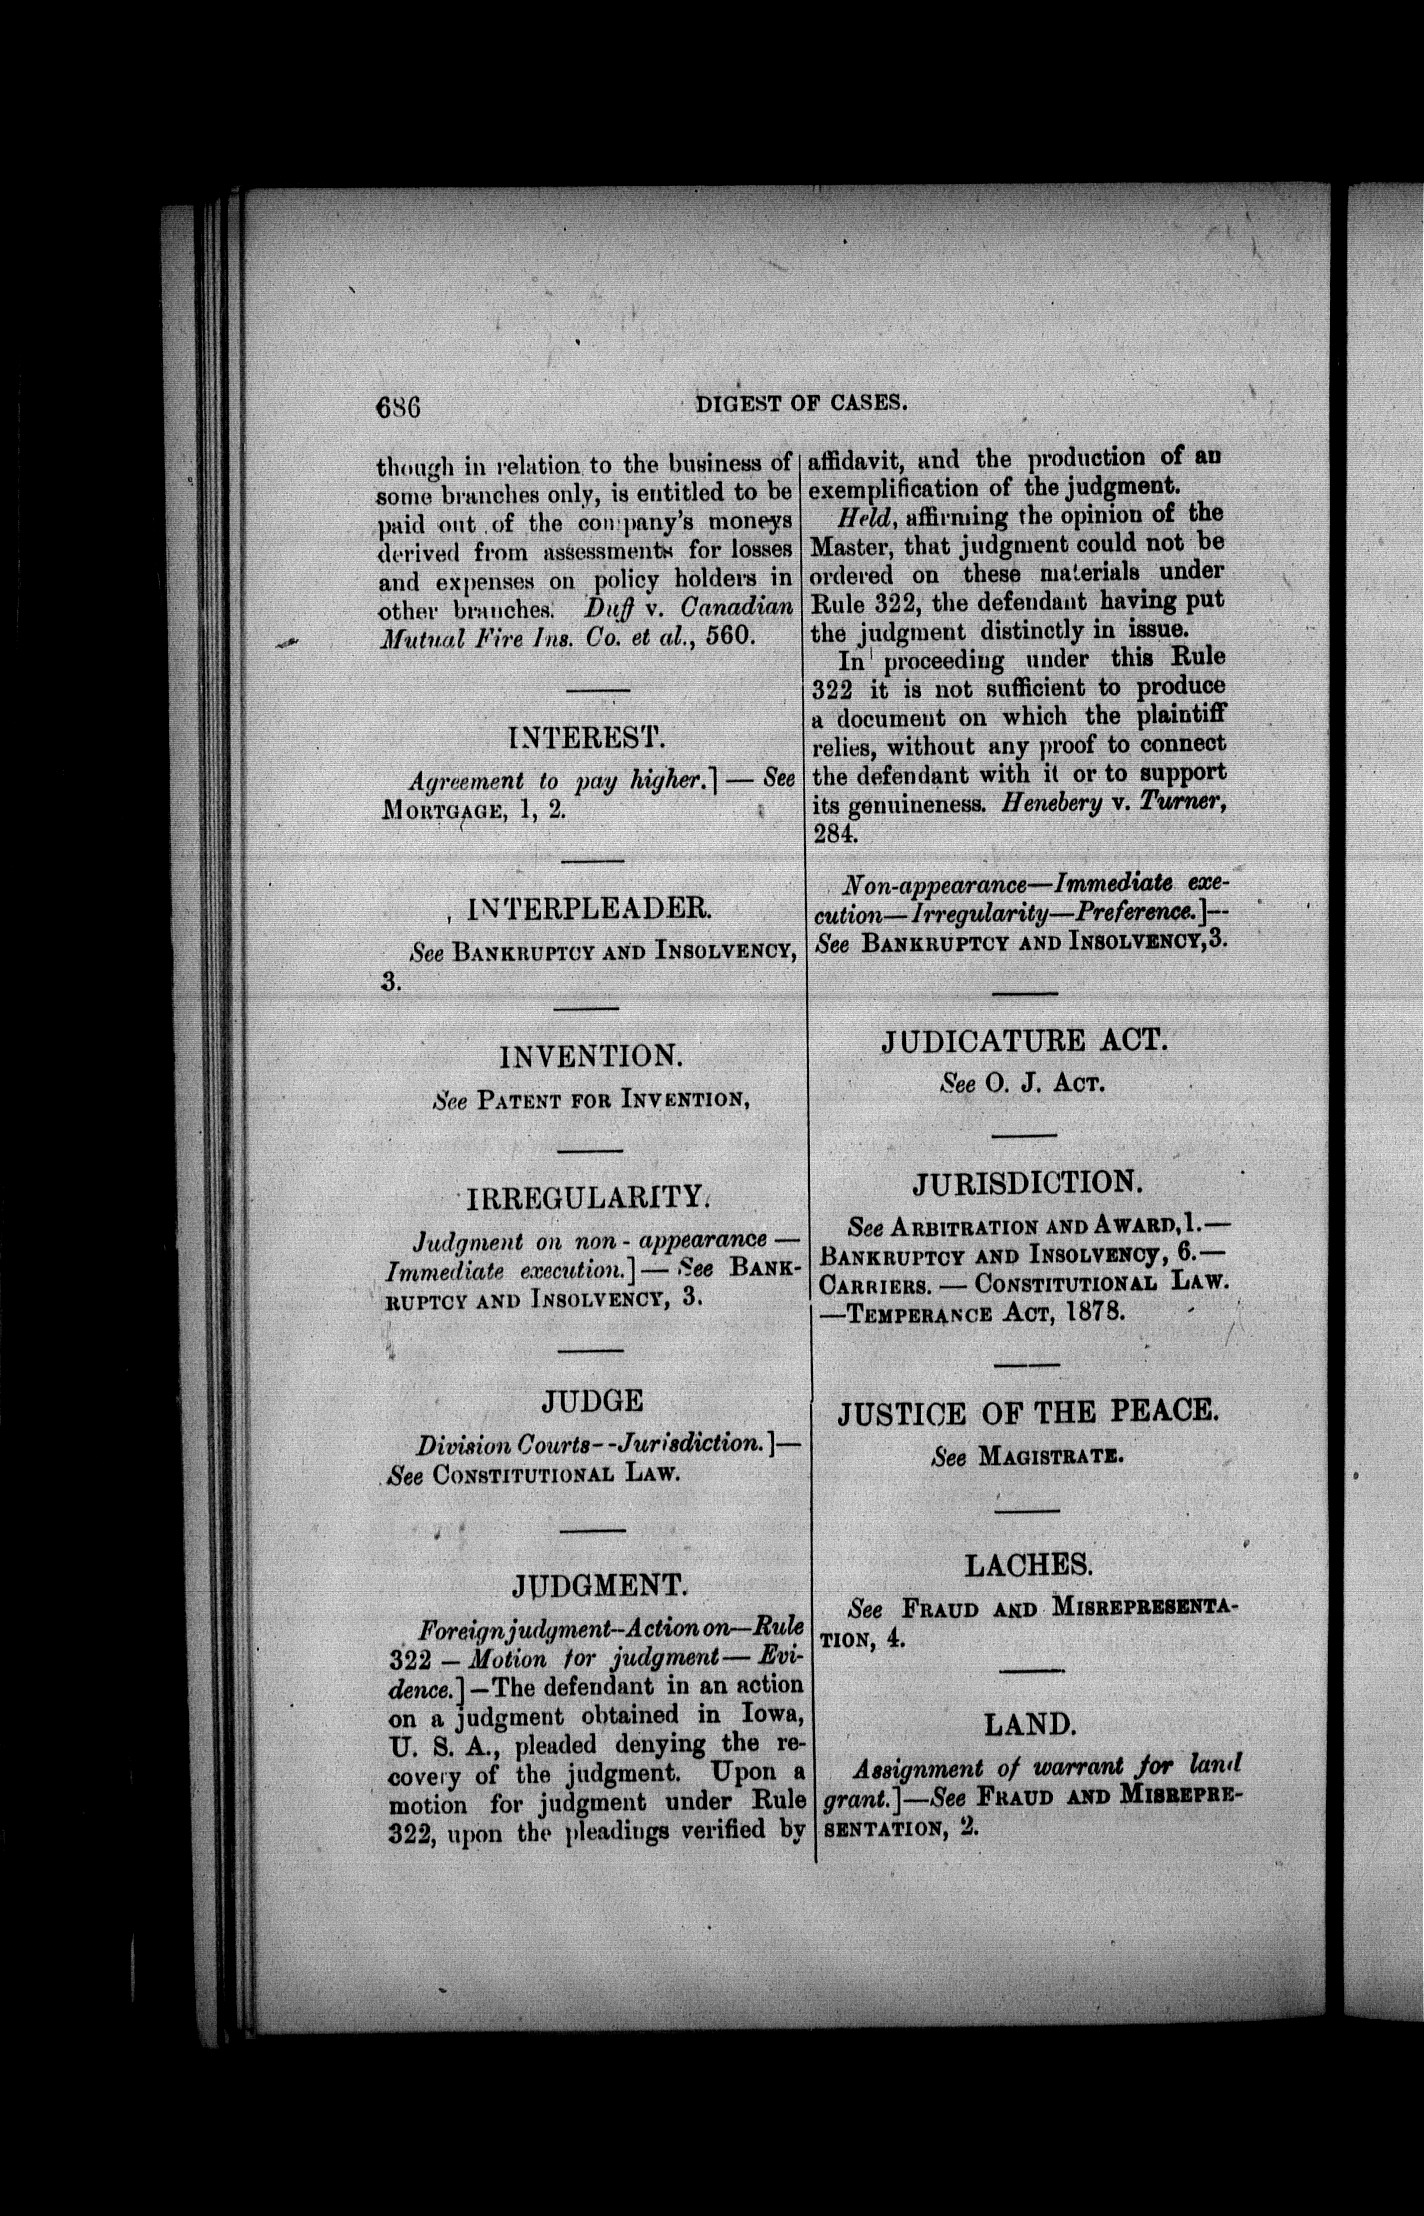 686
DIGEST OF CASES.
though in relation to the business of
some branches only, is entitled to be
paid out of the company's moneys
derived from assessments for losses
and expenses on policy holders in
other branches. Duff v. Canadian
Mutual Fire Ins. Co. et al., 560.
INTEREST.
Agreement to pay higher.] — See
MORTGAGE, 1, 2.
INTERPLEADER.
See BANKRUPTCY AND INSOLVENCY,
3.
INVENTION.
See PATENT FOR INVENTION,
IRREGULARITY.
Judgment on non - appearance —
Immediate execution.] — See BANK-
RUPTCY AND INSOLVENCY, 3.
JUDGE
Division Courts--Jurisdiction.]—
See CONSTITUTIONAL LAW.
JUDGMENT.
Foreign judgment--Action on—Rule
322 — Motion for judgment — Evi-
dence.] —The defendant in an action
on a judgment obtained in Iowa,
U. S. A., pleaded denying the re-
covery of the judgment. Upon a
motion for judgment under Rule
322, upon the pleadings verified by
affidavit, and the production of an
exemplification of the judgment.
Held, affirming the opinion of the
Master, that judgment could not be
ordered on these materials under
Rule 322, the defendant having put
the judgment distinctly in issue.
In proceeding under this Rule
322 it is not sufficient to produce
a document on which the plaintiff
relies, without any proof to connect
the defendant with it or to support
its genuineness. Henebery v. Turner,
284.
Non-appearance—Immediate exe-
cution—Irregularity—Preference.]—
See BANKRUPTCY AND INSOLVENCY, 3.
JUDICATURE ACT.
See O. J. ACT.
JURISDICTION.
See ARBITRATION AND AWARD, 1.—
BANKRUPTCY AND INSOLVENCY, 6.—
CARRIERS. — CONSTITUTIONAL LAW.
—TEMPERANCE ACT, 1878.
JUSTICE OF THE PEACE.
See MAGISTRATE.
LACHES.
See FRAUD AND MISREPRESENTA-
TION, 4.
LAND.
Assignment of warrant for land
grant.]—See FRAUD AND MISREPRE-
SENTATION, 2.